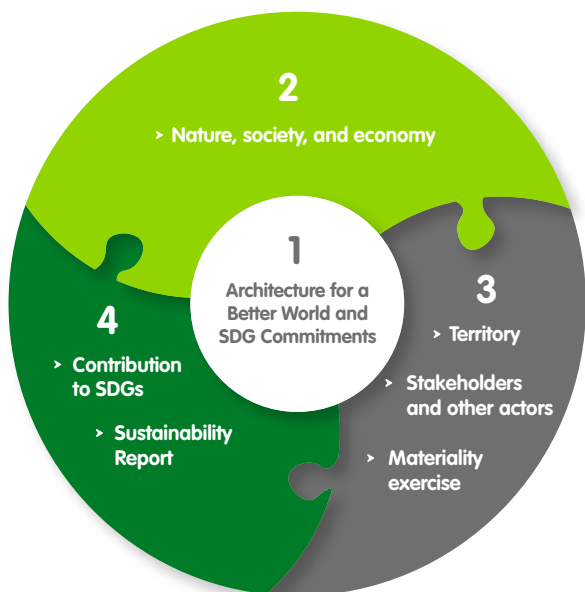 2
› Nature, society, and economy
1
Architecture for a
Better World and
SDG Commitments
3
› Territory
› Stakeholders
and other actors
› Materiality
exercise
4
› Contribution
to SDGs
› Sustainability
Report